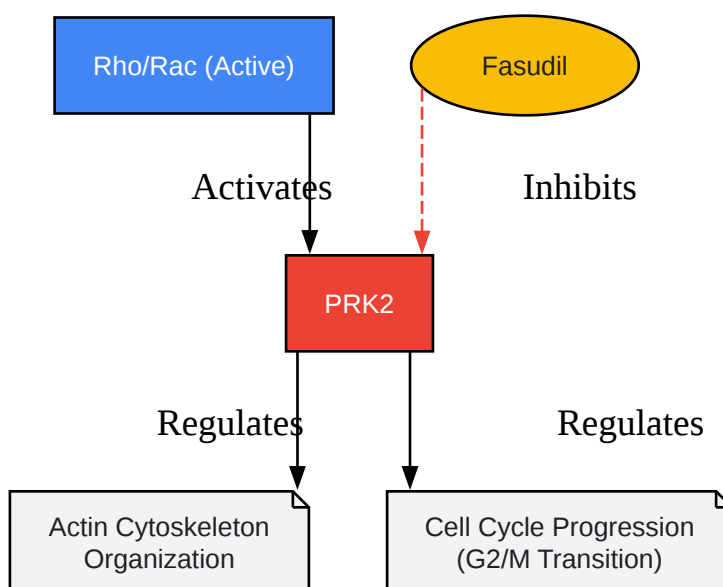 Rho/Rac (Active)
Fasudil
Activates
Inhibits
PRK2
Regulates
Regulates
Actin Cytoskeleton
Organization
Cell Cycle Progression
(G2/M Transition)